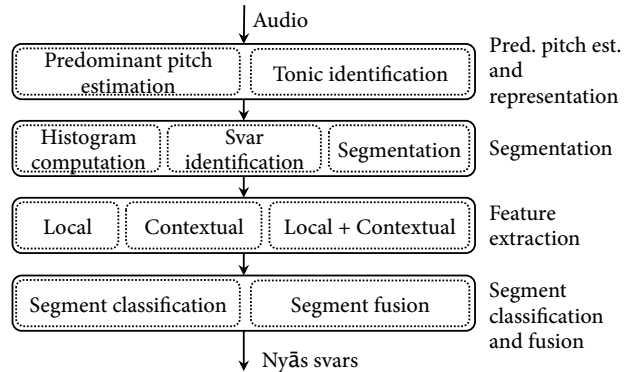 Audio
Predominant pitch
estimation
Tonic identification
Pred. pitch est.
and
representation
Histogram
computation
Svar
identification
Segmentation
Segmentation
Local
Contextual
Local + Contextual
Feature
extraction
Segment classification
Segment fusion
Segment
classification
and fusion
Nyās svars